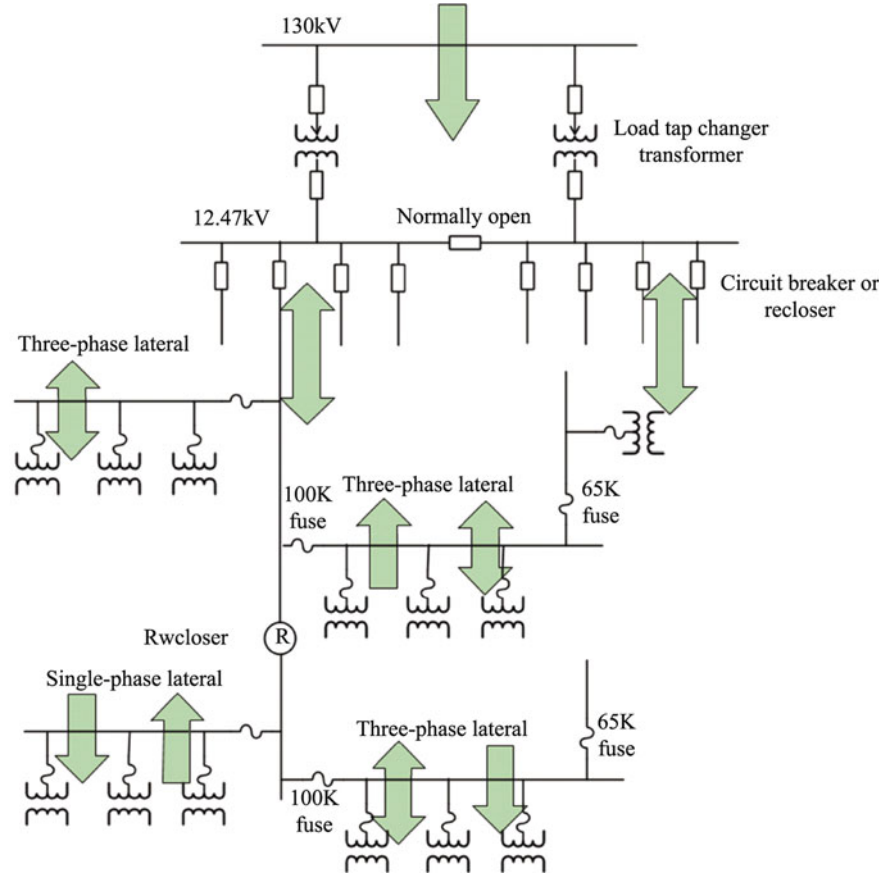 130kV
Load tap changer
transformer
12.47kV
Normally open
Circuit breaker or
recloser
Three-phase lateral
100K
fuse
Three-phase lateral
65K
fuse
Rwcloser
R
Single-phase lateral
Three-phase lateral
65K
fuse
100K
fuse